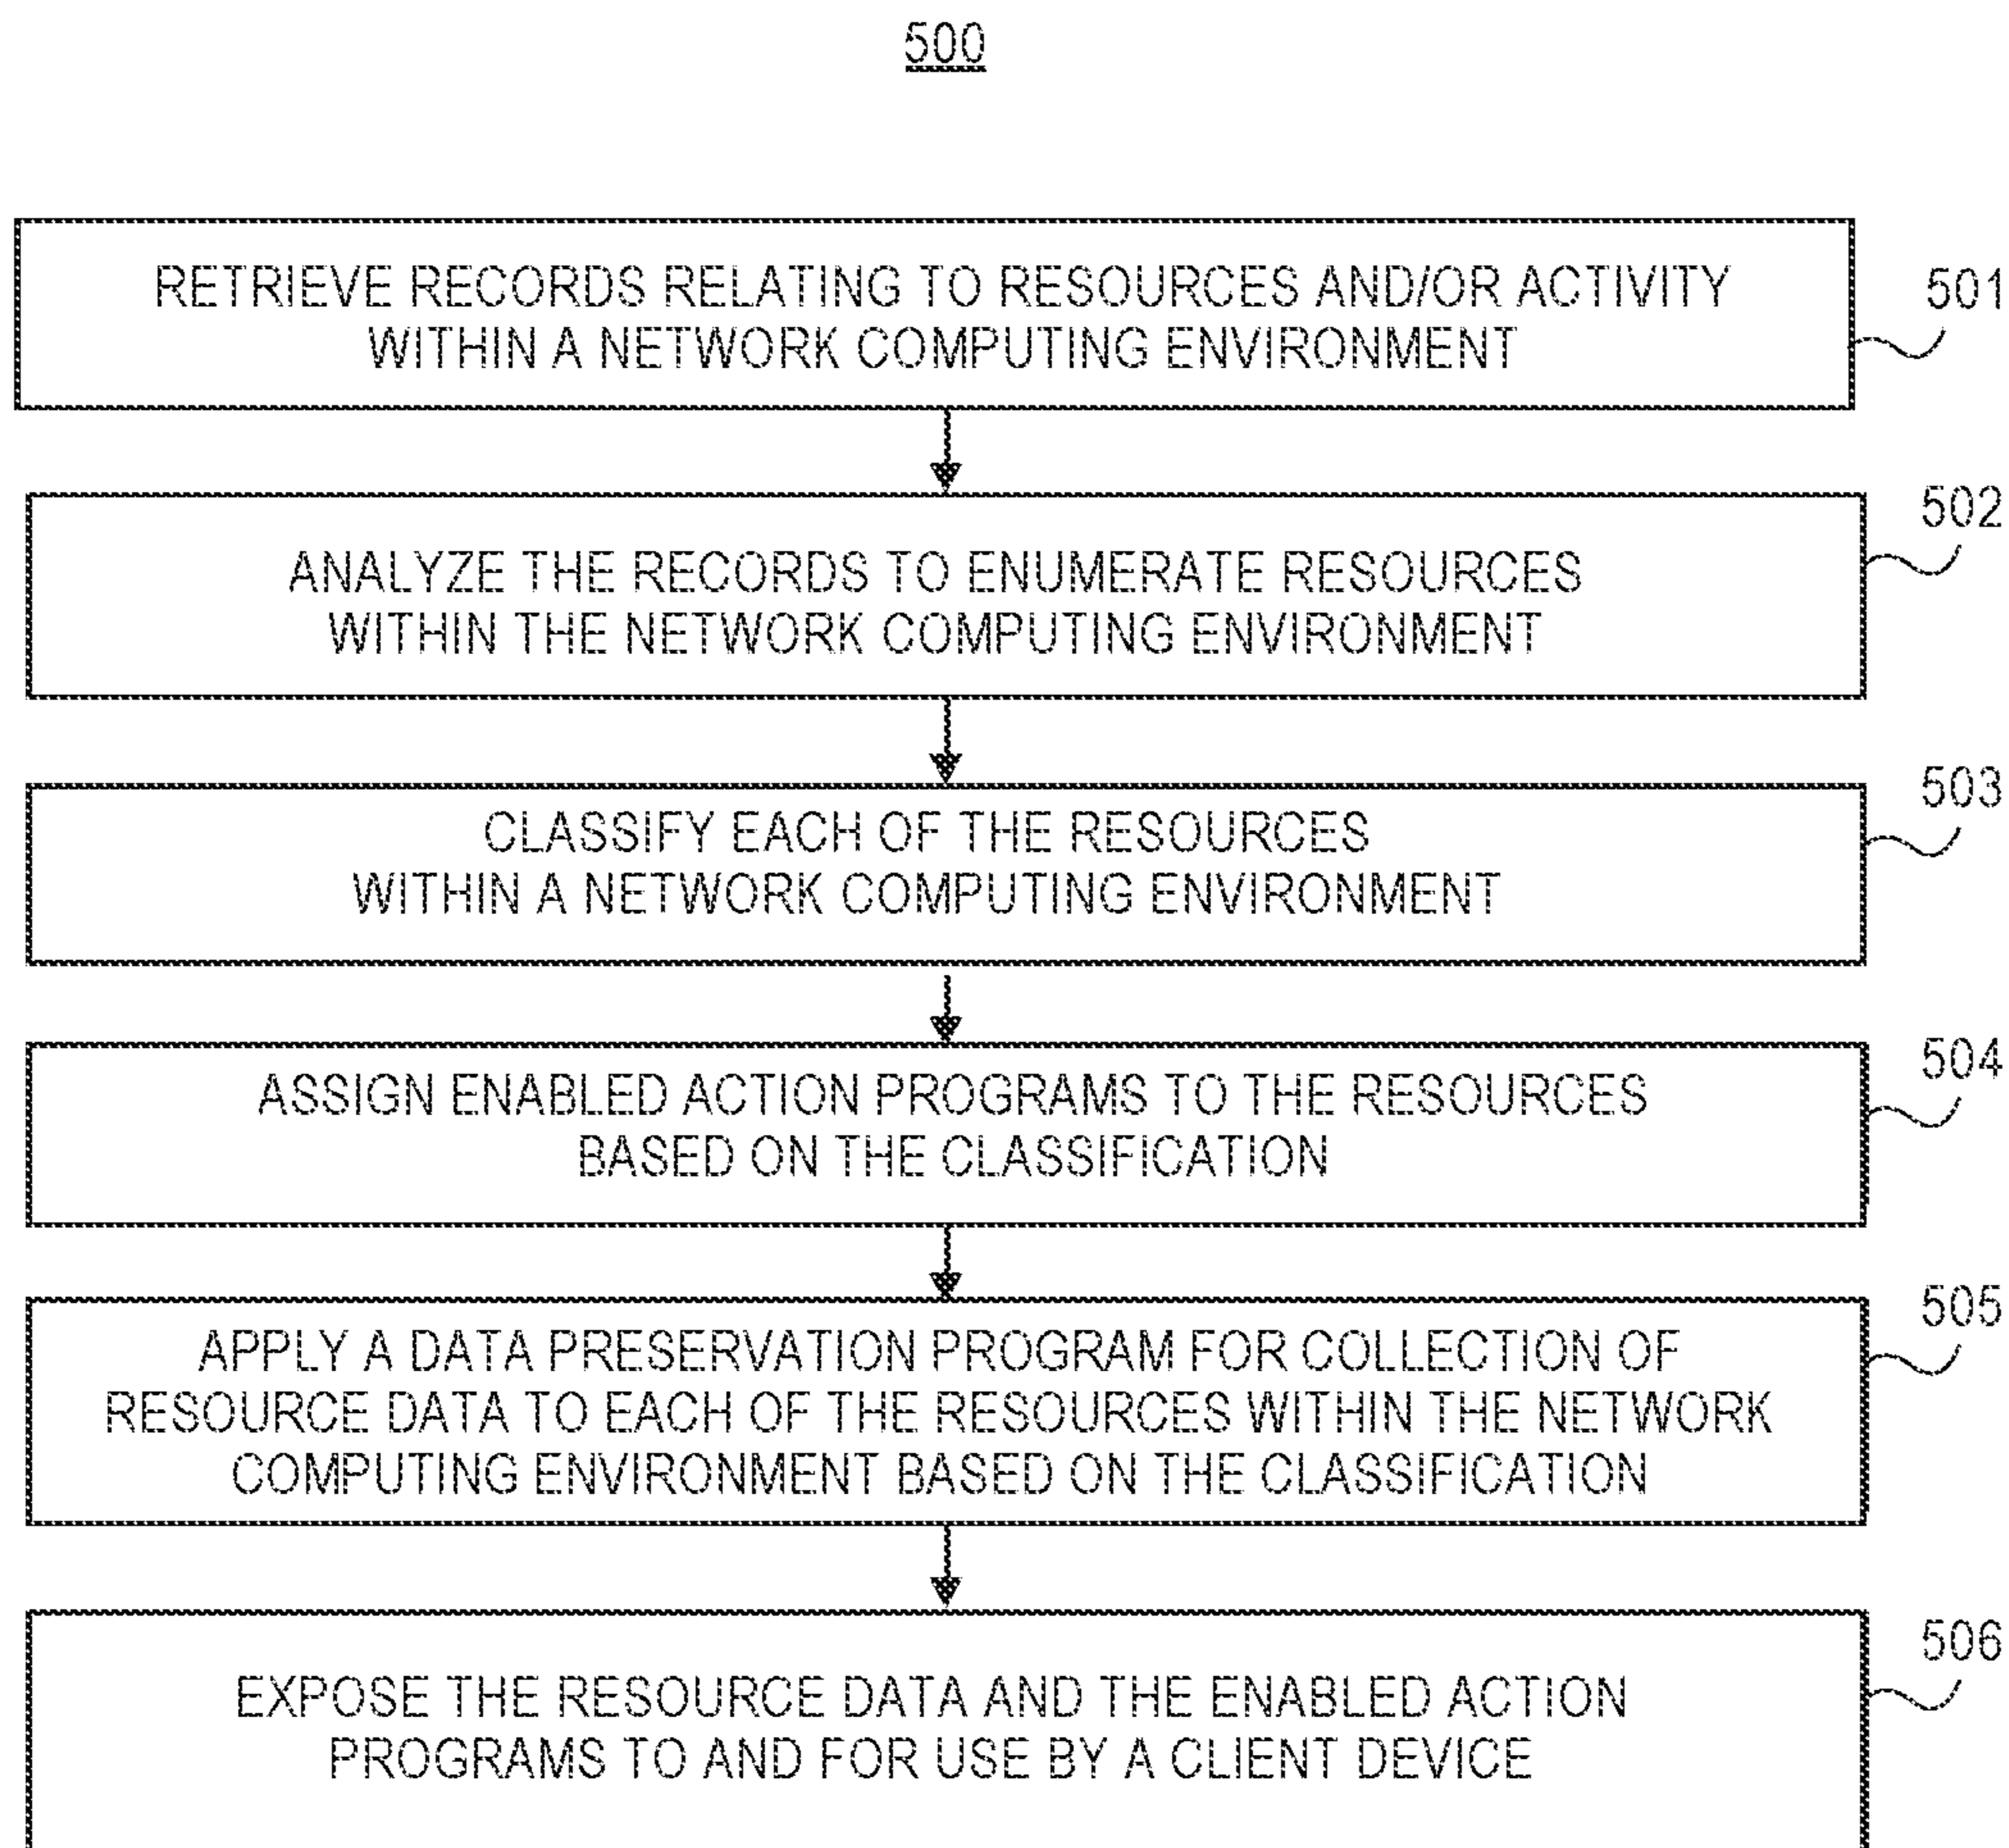 500
RETRIEVE RECORDS RELATING TO RESOURCES AND/OR ACTIVITY
WITHIN A NETWORK COMPUTING ENVIRONMENT
501
ANALYZE THE RECORDS TO ENUMERATE RESOURCES
WITHIN THE NETWORK COMPUTING ENVIRONMENT
502
CLASSIFY EACH OF THE RESOURCES
WITHIN A NETWORK COMPUTING ENVIRONMENT
503
ASSIGN ENABLED ACTION PROGRAMS TO THE RESOURCES
BASED ON THE CLASSIFICATION
504
APPLY A DATA PRESERVATION PROGRAM FOR COLLECTION OF
RESOURCE DATA TO EACH OF THE RESOURCES WITHIN THE NETWORK
COMPUTING ENVIRONMENT BASED ON THE CLASSIFICATION
505
EXPOSE THE RESOURCE DATA AND THE ENABLED ACTION
PROGRAMS TO AND FOR USE BY A CLIENT DEVICE
506